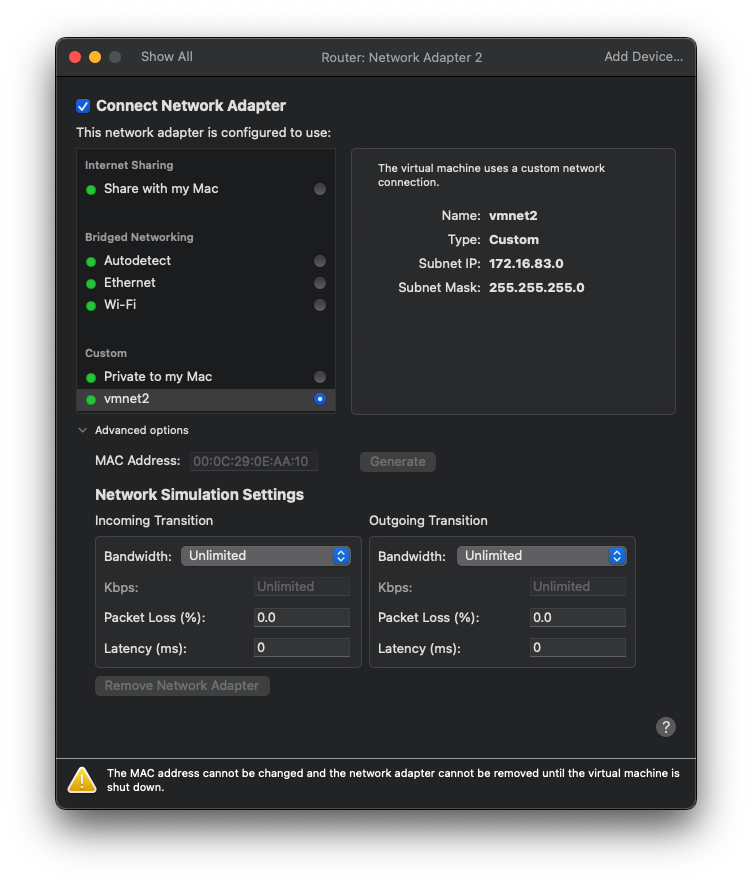 Show All
Router: Network Adapter 2
Add Device...
Connect Network Adapter
This network adapter is configured to use:
Internet Sharing
Share with my Mac
Bridged Networking
Autodetect
Ethernet
Wi-Fi
Custom
Private to my Mac
vmnet2
The virtual machine uses a custom network
connection.
Name: vmnet2
Type: Custom
Subnet IP: 172.16.83.0
Subnet Mask: 255.255.255.0
Advanced options
MAC Address: 00:0C:29:0E:AA:10
Generate
Network Simulation Settings
Incoming Transition
Bandwidth: Unlimited
Kbps: Unlimited
Packet Loss (%): 0.0
Latency (ms): 0
Outgoing Transition
Bandwidth: Unlimited
Kbps: Unlimited
Packet Loss (%): 0.0
Latency (ms): 0
Remove Network Adapter
?
The MAC address cannot be changed and the network adapter cannot be removed until the virtual machine is
shut down.